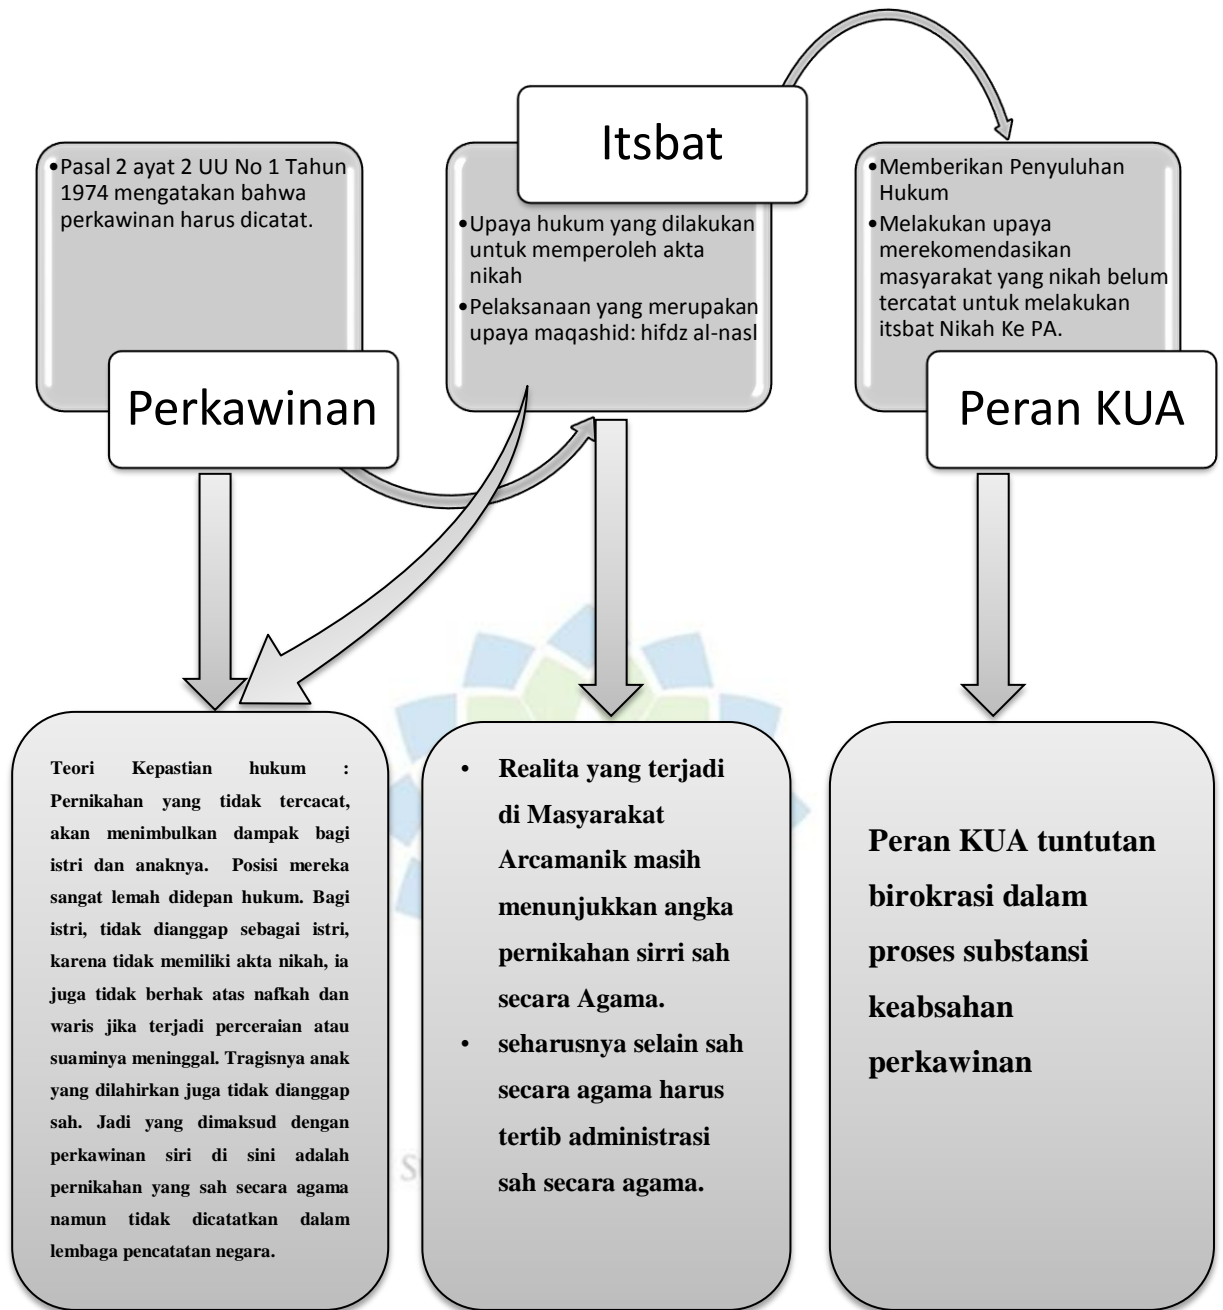 Itsbat
•Pasal 2 ayat 2 UU No 1 Tahun
1974 mengatakan bahwa
perkawinan harus dicatat.
Perkawinan
•Upaya hukum yang dilakukan
untuk memperoleh akta
nikah
•Pelaksanaan yang merupakan
upaya maqashid: hifdz al-nasl
•Memberikan Penyuluhan
Hukum
•Melakukan upaya
merekomendasikan
masyarakat yang nikah belum
tercatat untuk melakukan
itsbat Nikah Ke PA.
Peran KUA
Teori Kepastian hukum :
Pernikahan yang tidak tercacat,
akan menimbulkan dampak bagi
istri dan anaknya. Posisi mereka
sangat lemah didepan hukum. Bagi
istri, tidak dianggap sebagai istri,
karena tidak memiliki akta nikah, ia
juga tidak berhak atas nafkah dan
waris jika terjadi perceraian atau
suaminya meninggal. Tragisnya anak
yang dilahirkan juga tidak dianggap
sah. Jadi yang dimaksud dengan
perkawinan siri di sini adalah
pernikahan yang sah secara agama
namun tidak dicatatkan dalam
lembaga pencatatan negara.
• Realita yang terjadi
di Masyarakat
Arcamanik masih
menunjukkan angka
pernikahan sirri sah
secara Agama.
• seharusnya selain sah
secara agama harus
tertib administrasi
sah secara agama.
Peran KUA tuntutan
birokrasi dalam
proses substansi
keabsahan
perkawinan